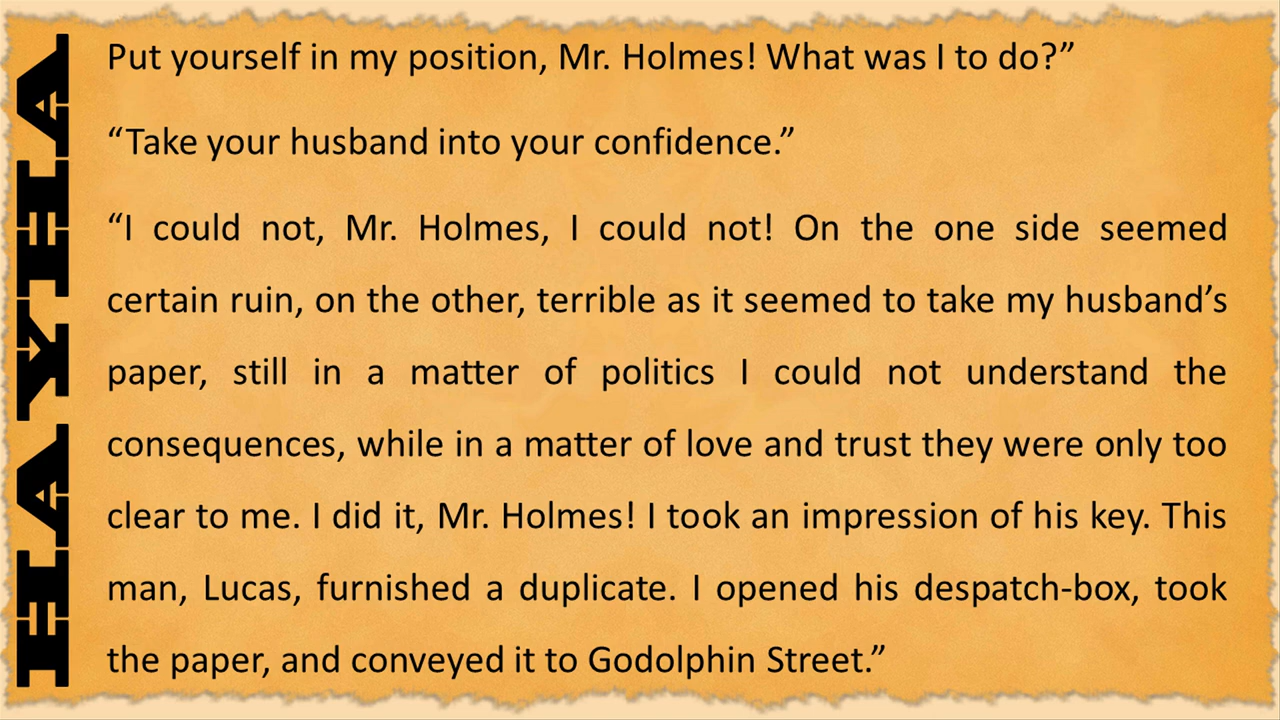 HAYHA
Put yourself in my position, Mr. Holmes! What was I to do?”
“Take your husband into your confidence.”
“I could not, Mr. Holmes, I could not! On the one side seemed
certain ruin, on the other, terrible as it seemed to take my husband’s
paper, still in a matter of politics I could not understand the
consequences, while in a matter of love and trust they were only too
clear to me. I did it, Mr. Holmes! I took an impression of his key. This
man, Lucas, furnished a duplicate. I opened his despatch-box, took
the paper, and conveyed it to Godolphin Street.”